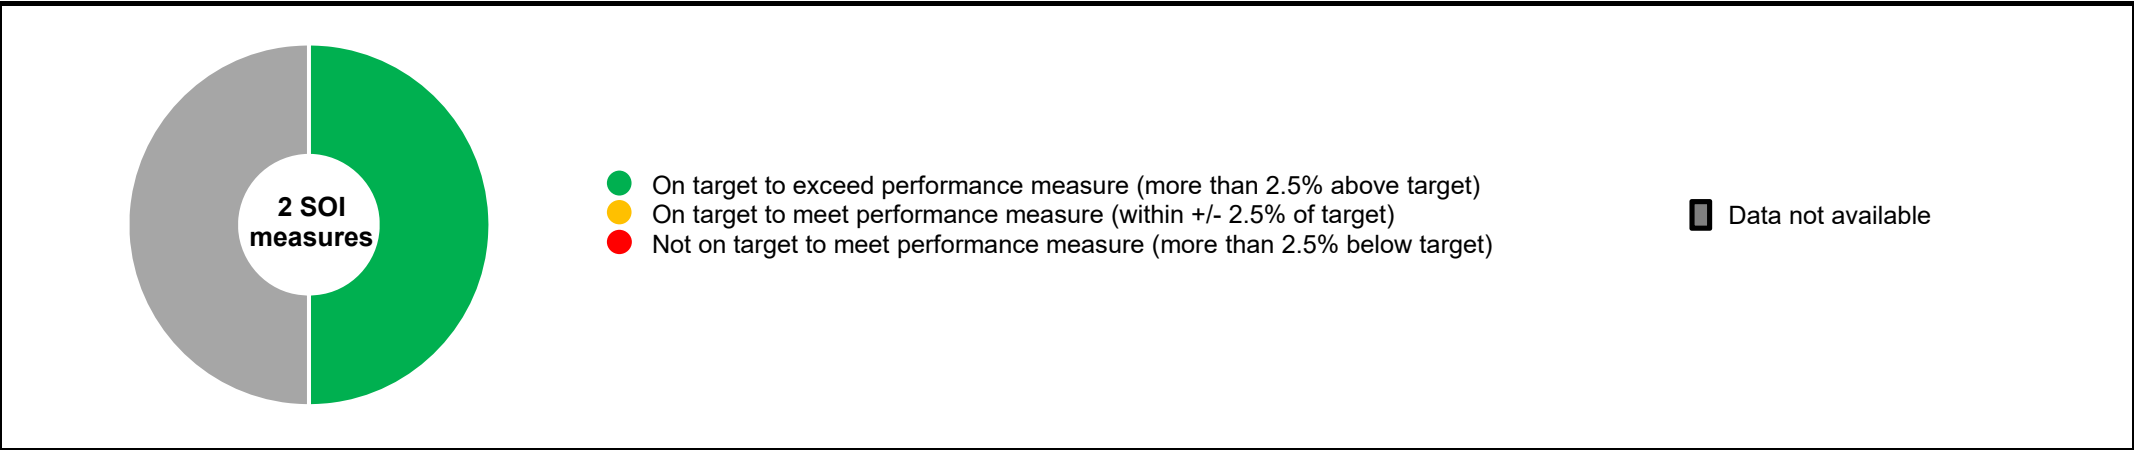 2 SOI
measures
On target to exceed performance measure (more than 2.5% above target)
On target to meet performance measure (within +/- 2.5% of target)
Not on target to meet performance measure (more than 2.5% below target)
Data not available